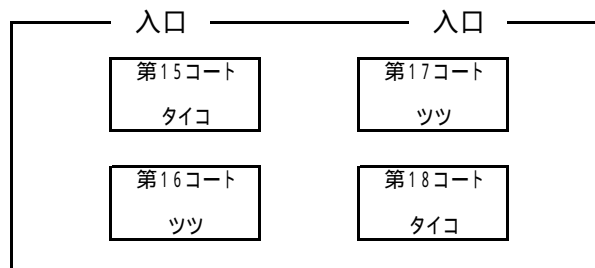 入口 入口
第15コート 第17コート
タイコ ツツ
第16コート 第18コート
ツツ タイコ